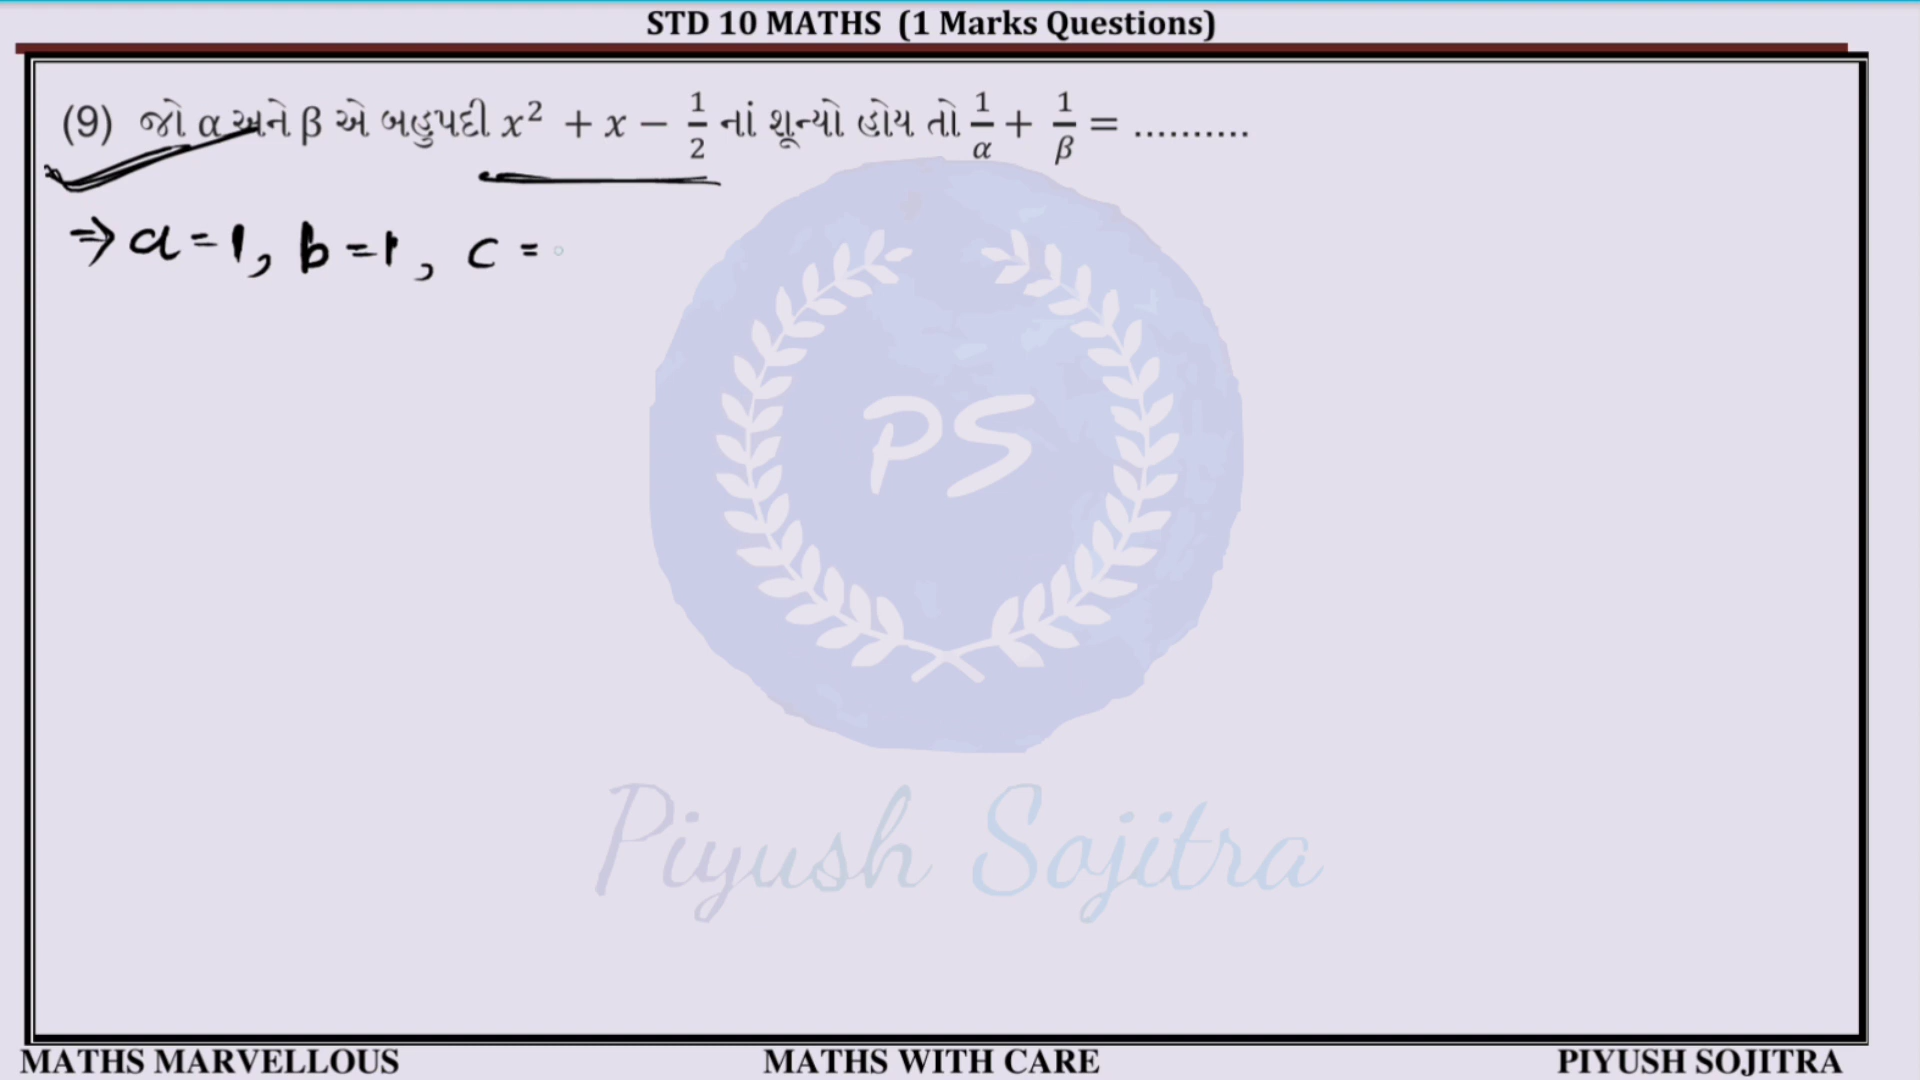 STD 10 MATHS (1 Marks Questions)
(9) જો α અને β એ બહુપદી x² + x − 1/2 નાં શૂન્યો હોય તો 1/α + 1/β = ..........
⇒ a = 1, b = 1, c =
PS
Piyush Sojitra
MATHS MARVELLOUS MATHS WITH CARE PIYUSH SOJITRA